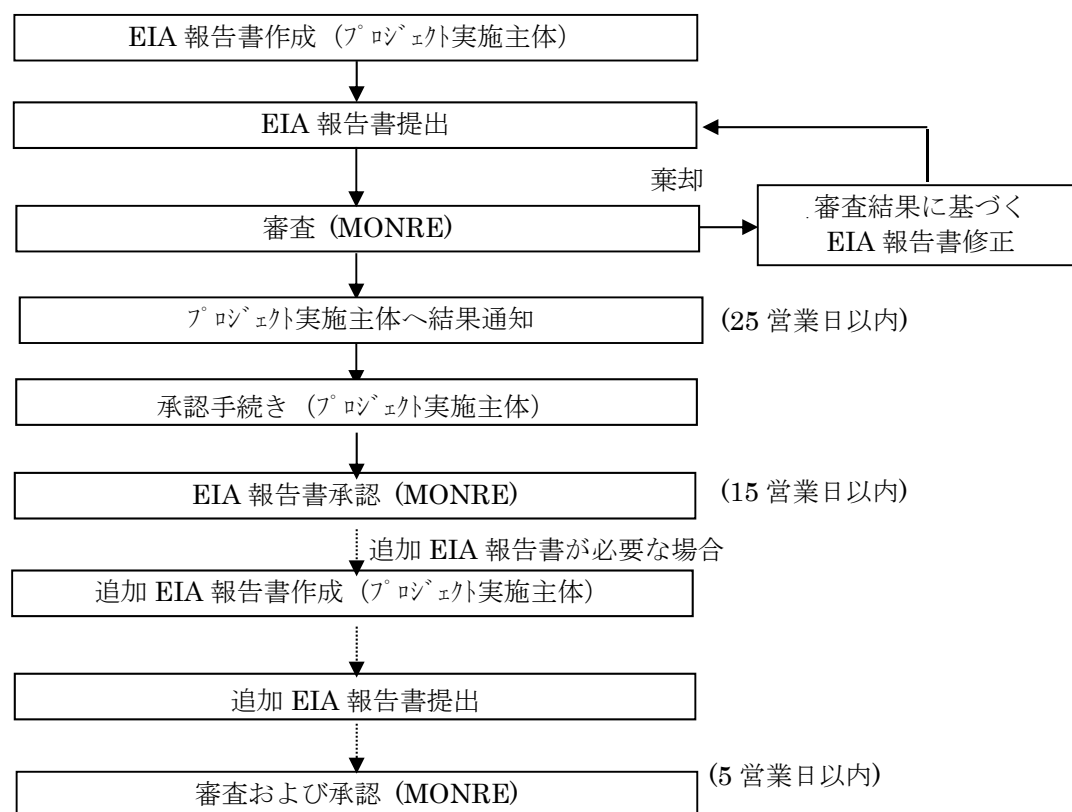 EIA 報告書作成 (ﾌﾟﾛｼﾞｪｸﾄ実施主体)
EIA 報告書提出
棄却
審査 (MONRE)
審査結果に基づく
EIA 報告書修正
ﾌﾟﾛｼﾞｪｸﾄ実施主体へ結果通知
(25 営業日以内)
承認手続き (ﾌﾟﾛｼﾞｪｸﾄ実施主体)
EIA 報告書承認 (MONRE)
(15 営業日以内)
追加 EIA 報告書が必要な場合
追加 EIA 報告書作成 (ﾌﾟﾛｼﾞｪｸﾄ実施主体)
追加 EIA 報告書提出
(5 営業日以内)
審査および承認 (MONRE)